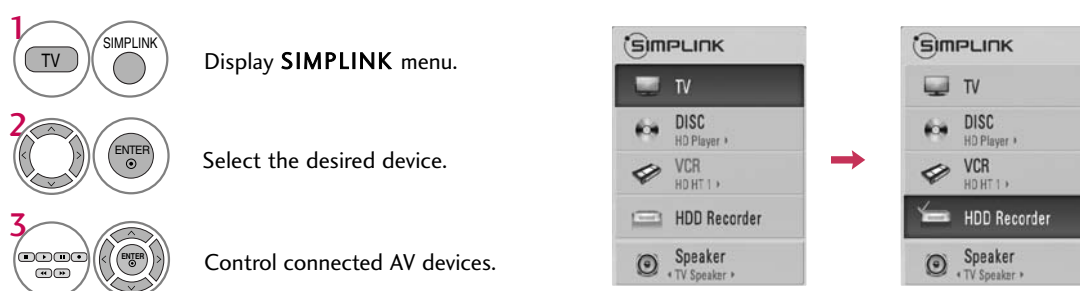 1
TV
SIMPLINK
Display SIMPLINK menu.
2
ENTER
Select the desired device.
3
ENTER
Control connected AV devices.
SIMPLINK
TV
DISC
HD Player
VCR
HD HT 1
HDD Recorder
Speaker
TV Speaker
SIMPLINK
TV
DISC
HD Player
VCR
HD HT 1
HDD Recorder
Speaker
TV Speaker